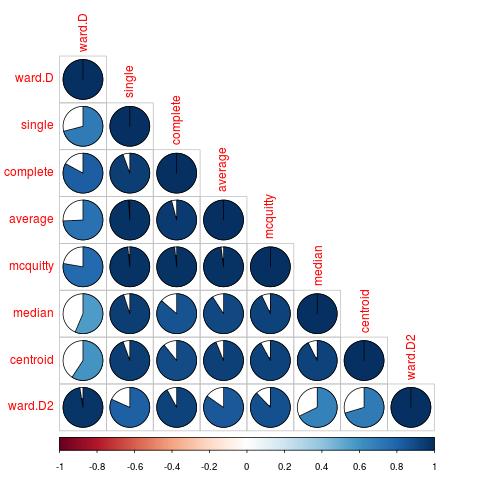 ward.D
single
complete
average
mcquitty
median
centroid
ward.D2
ward.D
single
complete
average
mcquitty
median
centroid
ward.D2
-1 -0.8 -0.6 -0.4 -0.2 0 0.2 0.4 0.6 0.8 1